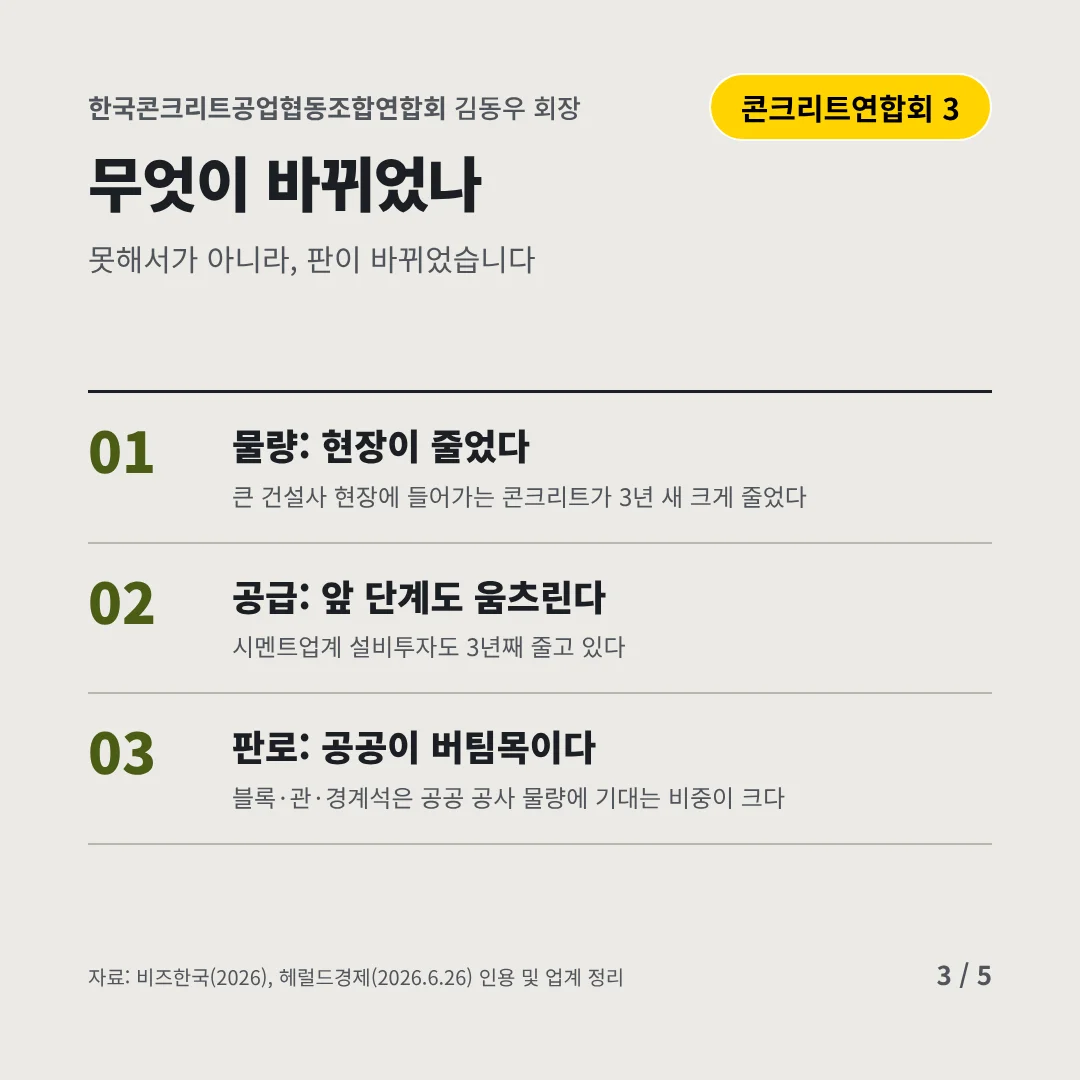 한국콘크리트공업협동조합연합회 김동우 회장
콘크리트연합회 3
무엇이 바뀌었나
못해서가 아니라, 판이 바뀌었습니다
01
물량: 현장이 줄었다
큰 건설사 현장에 들어가는 콘크리트가 3년 새 크게 줄었다
02
공급: 앞 단계도 움츠린다
시멘트업계 설비투자도 3년째 줄고 있다
03
판로: 공공이 버팀목이다
블록·관·경계석은 공공 공사 물량에 기대는 비중이 크다
자료: 비즈한국(2026), 헤럴드경제(2026.6.26) 인용 및 업계 정리
3 / 5